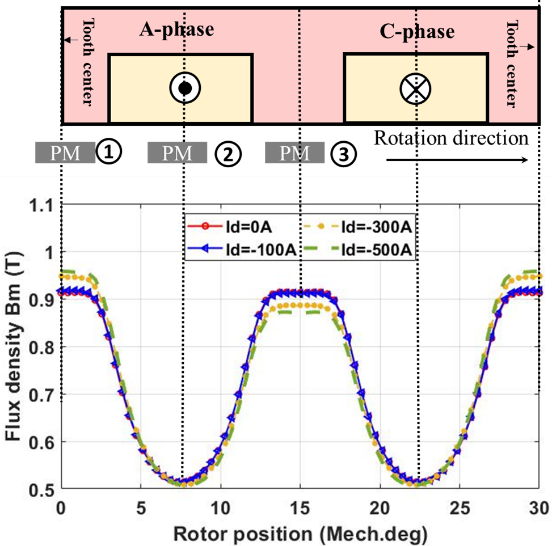 A-phase
C-phase
Tooth center
Tooth center
PM ① PM ② PM ③
Rotation direction
Id=0A
Id=-300A
Id=-100A
Id=-500A
Flux density Bm (T)
1.1
1
0.9
0.8
0.7
0.6
0.5
0 5 10 15 20 25 30
Rotor position (Mech.deg)